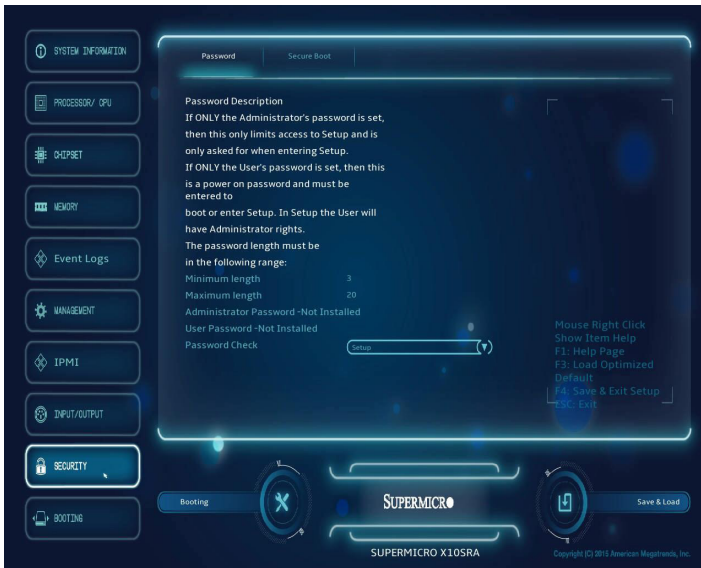 SYSTEM INFORMATION
PROCESSOR/ CPU
CHIPSET
MEMORY
Event Logs
MANAGEMENT
IPMI
INPUT/OUTPUT
SECURITY
BOOTING
Password
Secure Boot
Password Description
If ONLY the Administrator's password is set,
then this only limits access to Setup and is
only asked for when entering Setup.
If ONLY the User's password is set, then this
is a power on password and must be
entered to
boot or enter Setup. In Setup the User will
have Administrator rights.
The password length must be
in the following range:
Minimum length 3
Maximum length 20
Administrator Password -Not Installed
User Password -Not Installed
Password Check Setup
Mouse Right Click
Show Item Help
F1: Help Page
F3: Load Optimized
Default
F4: Save & Exit Setup
ESC: Exit
Booting
SUPERMICRO
Save & Load
SUPERMICRO X10SRA
Copyright (C) 2015 American Megatrends, Inc.